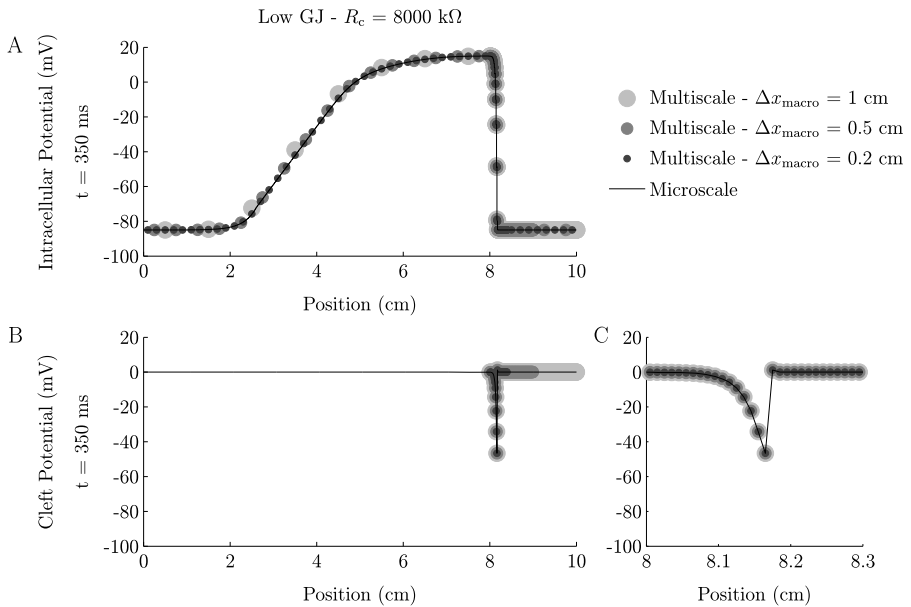 Low GJ - Rc = 8000 kΩ
A
Intracellular Potential (mV)
t = 350 ms
20
0
-20
-40
-60
-80
-100
0 2 4 6 8 10
Position (cm)
Multiscale - Δxmacro = 1 cm
Multiscale - Δxmacro = 0.5 cm
Multiscale - Δxmacro = 0.2 cm
Microscale
B
Cleft Potential (mV)
t = 350 ms
20
0
-20
-40
-60
-80
-100
0 2 4 6 8 10
Position (cm)
C
20
0
-20
-40
-60
-80
-100
8 8.1 8.2 8.3
Position (cm)